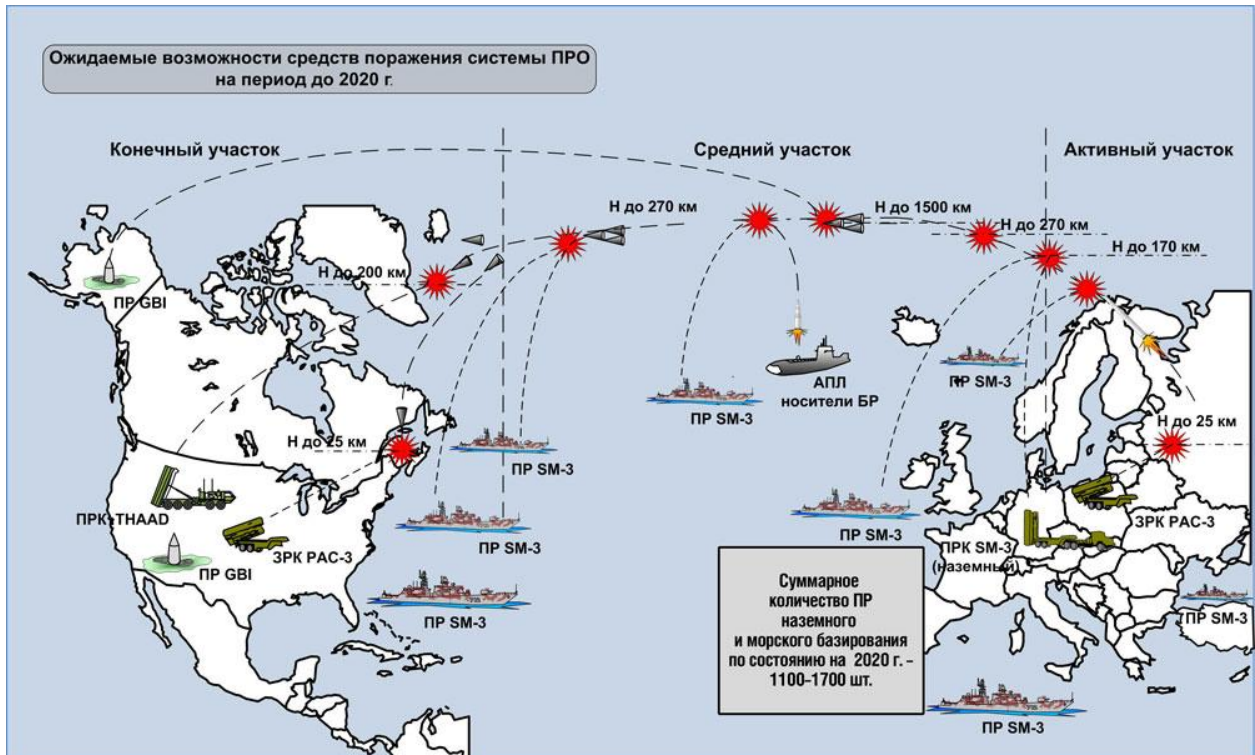 Ожидаемые возможности средств поражения системы ПРО
на период до 2020 г.
Конечный участок
Средний участок
Активный участок
Н до 270 км
Н до 1500 км
Н до 270 км
Н до 170 км
Н до 200 км
ПР GBI
ПР SM-3
АПЛ
носители БР
ПР SM-3
Н до 25 км
Н до 25 км
ПР SM-3
ПРК THAAD
ЗРК PAC-3
ПР GBI
ПР SM-3
ПР SM-3
ЗРК PAC-3
ПРК SM-3
(наземный)
Суммарное
количество ПР
наземного
и морского базирования
по состоянию на 2020 г. –
1100-1700 шт.
ПР SM-3
ПР SM-3
ПР SM-3